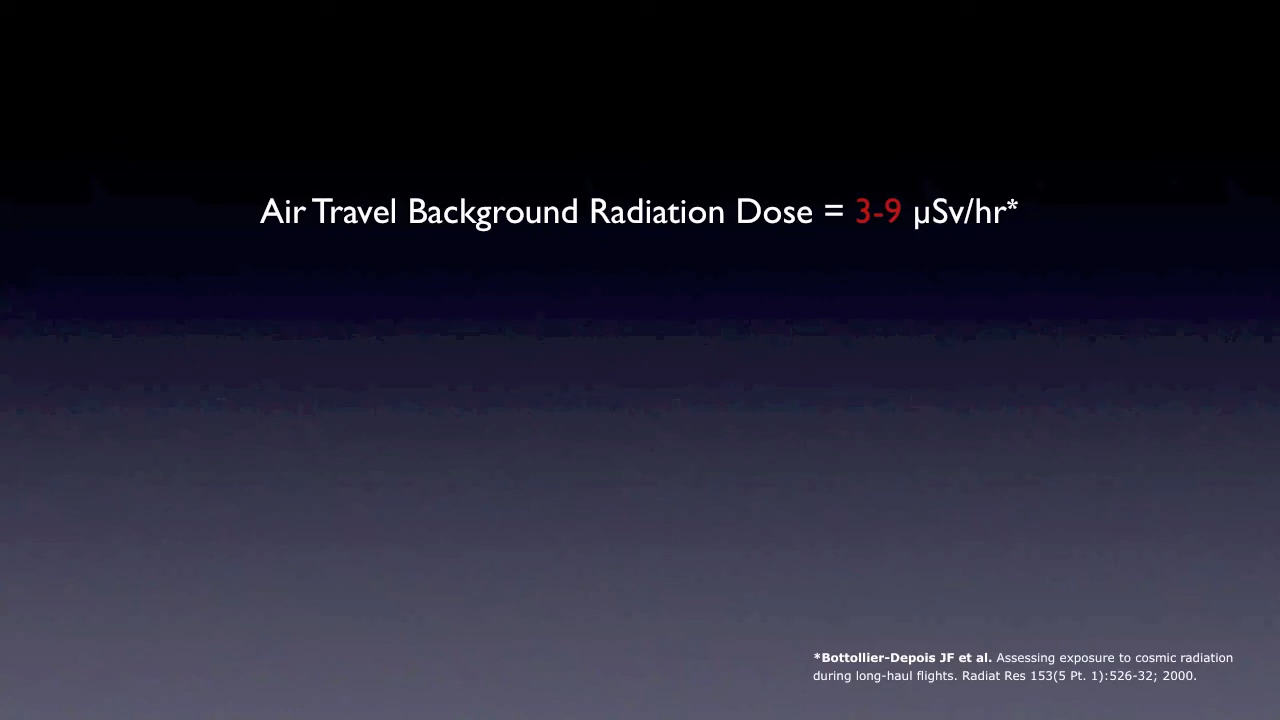 Air Travel Background Radiation Dose = 3-9 µSv/hr*
*Bottollier-Depois JF et al. Assessing exposure to cosmic radiation
during long-haul flights. Radiat Res 153(5 Pt. 1):526-32; 2000.